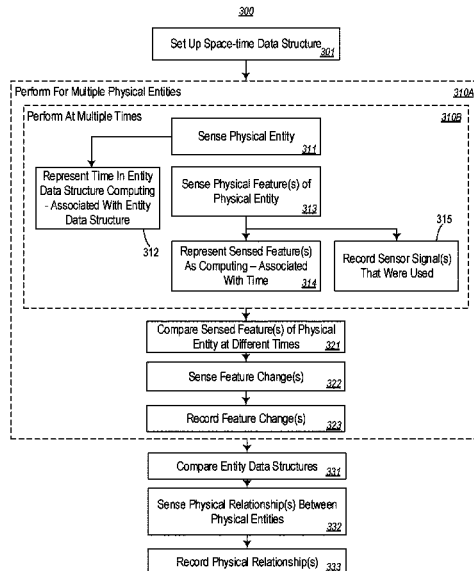 300
Set Up Space-time Data Structure
301
Perform For Multiple Physical Entities
310A
Perform At Multiple Times
310B
Sense Physical Entity
311
Represent Time In Entity
Data Structure Computing
- Associated With Entity
Data Structure
312
Sense Physical Feature(s) of
Physical Entity
313
315
Represent Sensed Feature(s)
As Computing – Associated
With Time
314
Record Sensor Signal(s)
That Were Used
Compare Sensed Feature(s) of Physical
Entity at Different Times
321
Sense Feature Change(s)
322
Record Feature Change(s)
323
Compare Entity Data Structures
331
Sense Physical Relationship(s) Between
Physical Entities
332
Record Physical Relationship(s)
333